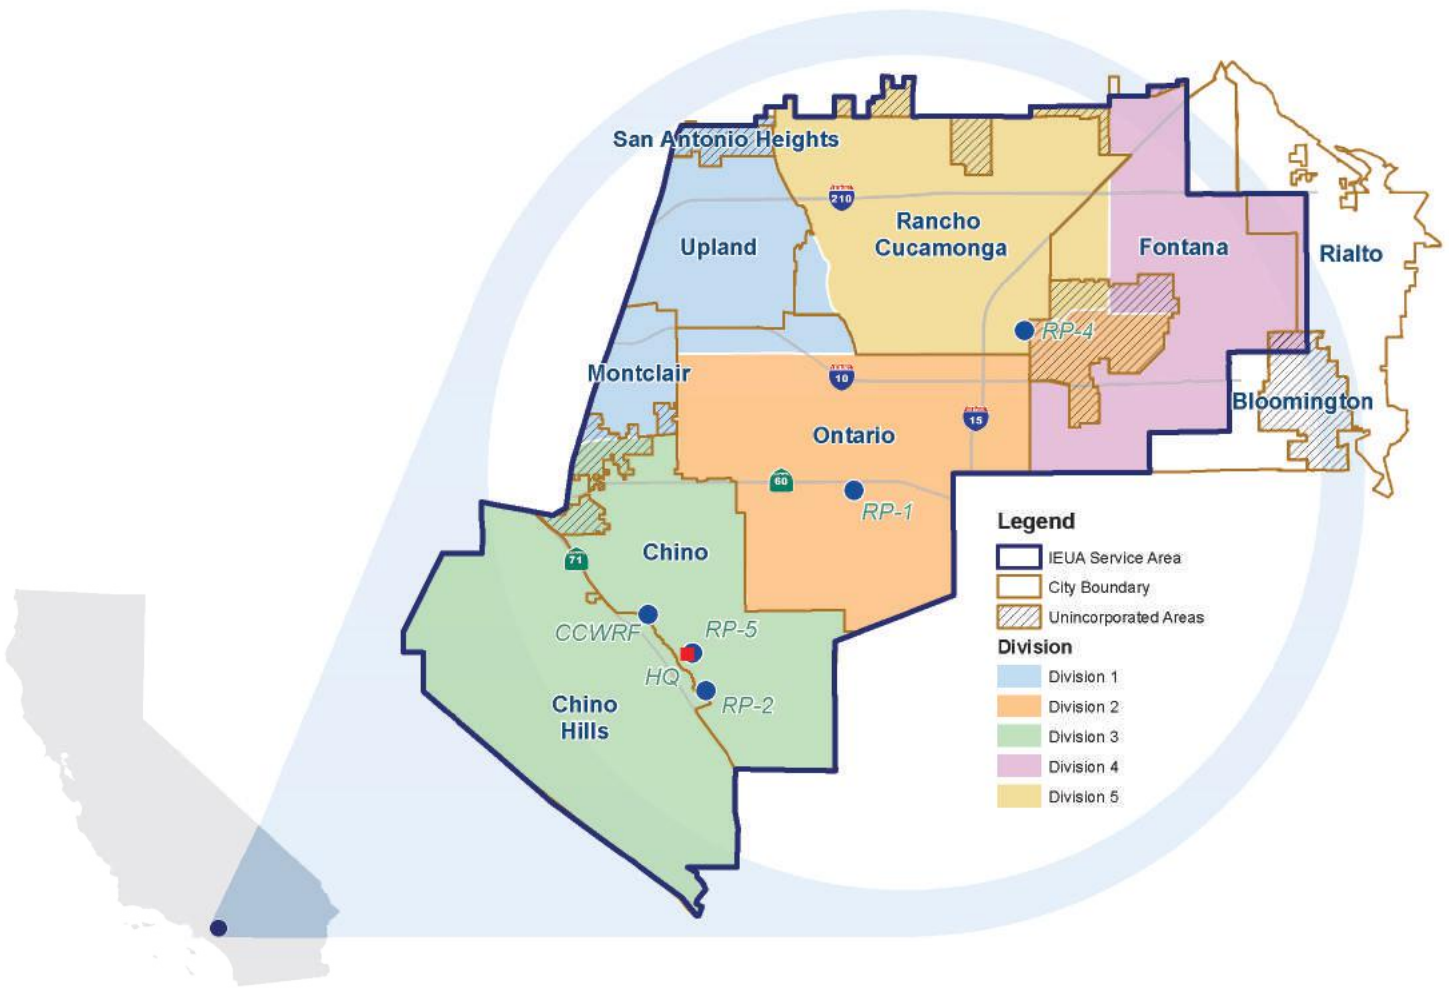 San Antonio Heights
210
Rancho
Cucamonga
Upland
Fontana
Rialto
RP-4
Montclair
10
Bloomington
15
Ontario
60
RP-1
Legend
IEUA Service Area
City Boundary
Unincorporated Areas
Division
Division 1
Division 2
Division 3
Division 4
Division 5
Chino
71
CCWRF
RP-5
HQ
RP-2
Chino
Hills